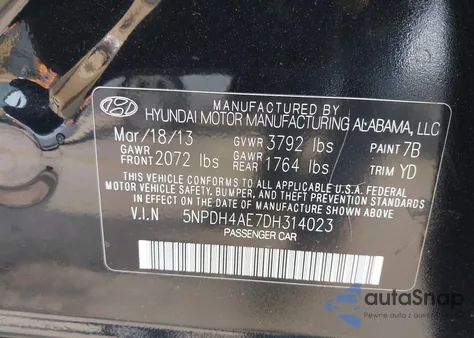 MANUFACTURED BY
HYUNDAI MOTOR MANUFACTURING ALABAMA, LLC
Mar/18/13 GVWR 3792 lbs PAINT 7B
GAWR FRONT 2072 lbs GAWR REAR 1764 lbs TRIM YD
THIS VEHICLE CONFORMS TO ALL APPLICABLE U.S.A. FEDERAL
MOTOR VEHICLE SAFETY, BUMPER, AND THEFT PREVENTION STANDARDS
IN EFFECT ON THE DATE OF MANUFACTURE SHOWN ABOVE.
V.I.N 5NPDH4AE7DH314023
PASSENGER CAR
autoSnap
Pewne auta z